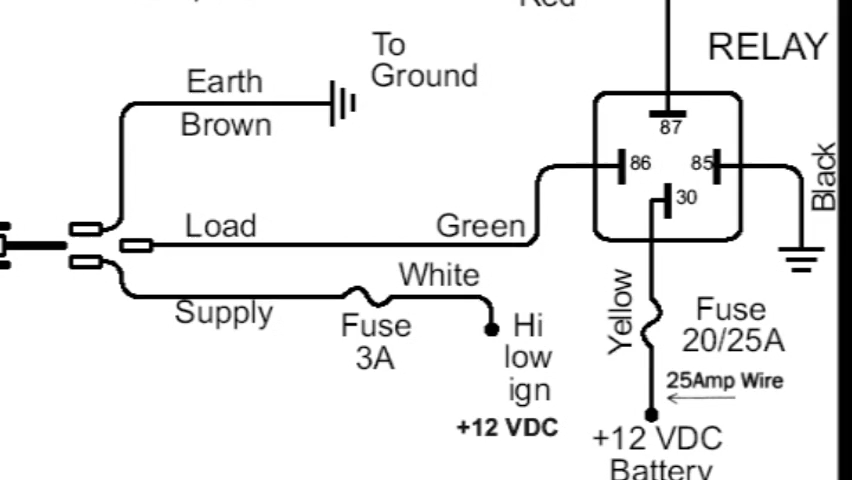 Red
RELAY
To
Ground
Earth
Brown
87
86
85
30
Black
Load
Green
White
Supply
Fuse
3A
Hi
low
ign
+12 VDC
Yellow
Fuse
20/25A
25Amp Wire
+12 VDC
Battery